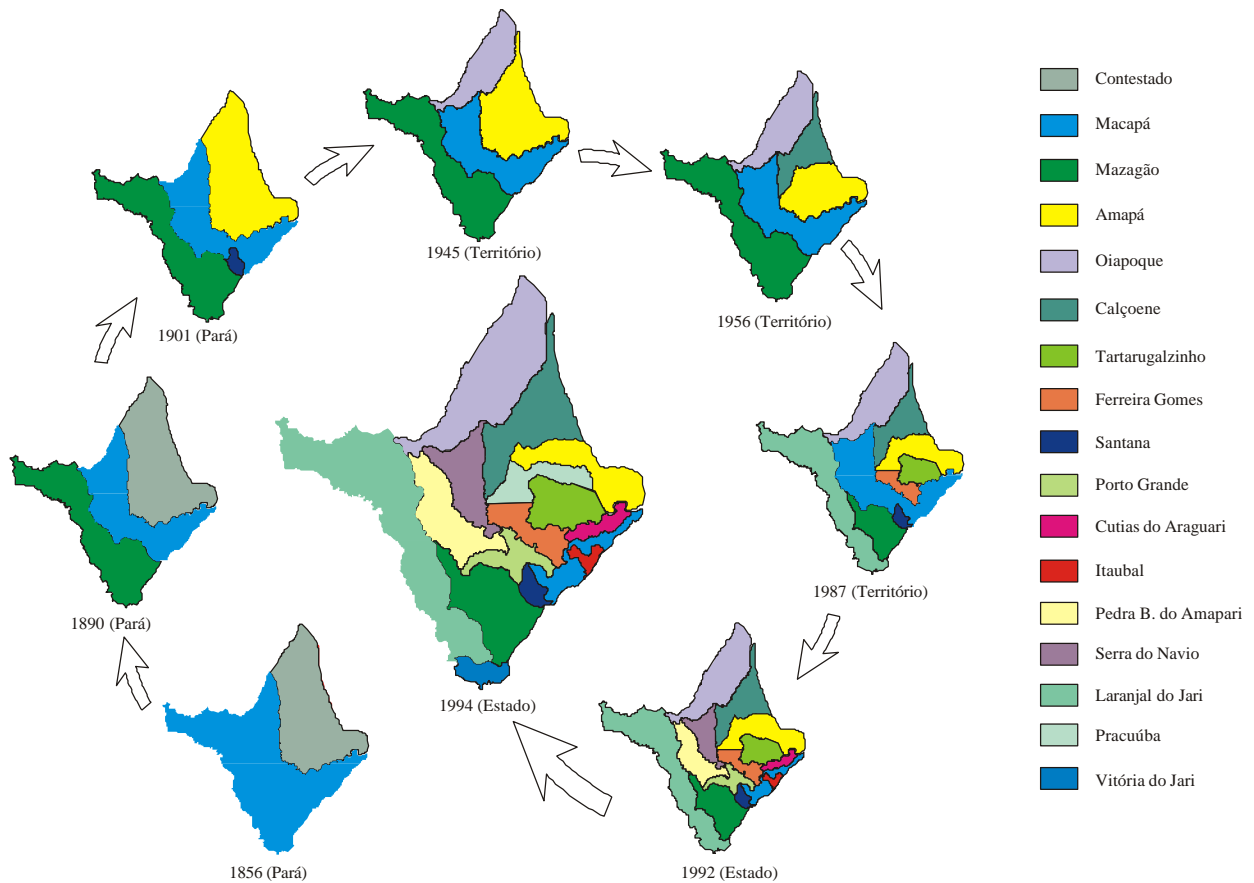 1945 (Território)
1956 (Território)
1901 (Pará)
1987 (Território)
1890 (Pará)
1994 (Estado)
1856 (Pará)
1992 (Estado)
Contestado
Macapá
Mazagão
Amapá
Oiapoque
Calçoene
Tartarugalzinho
Ferreira Gomes
Santana
Porto Grande
Cutias do Araguari
Itaubal
Pedra B. do Amapari
Serra do Navio
Laranjal do Jari
Pracuúba
Vitória do Jari